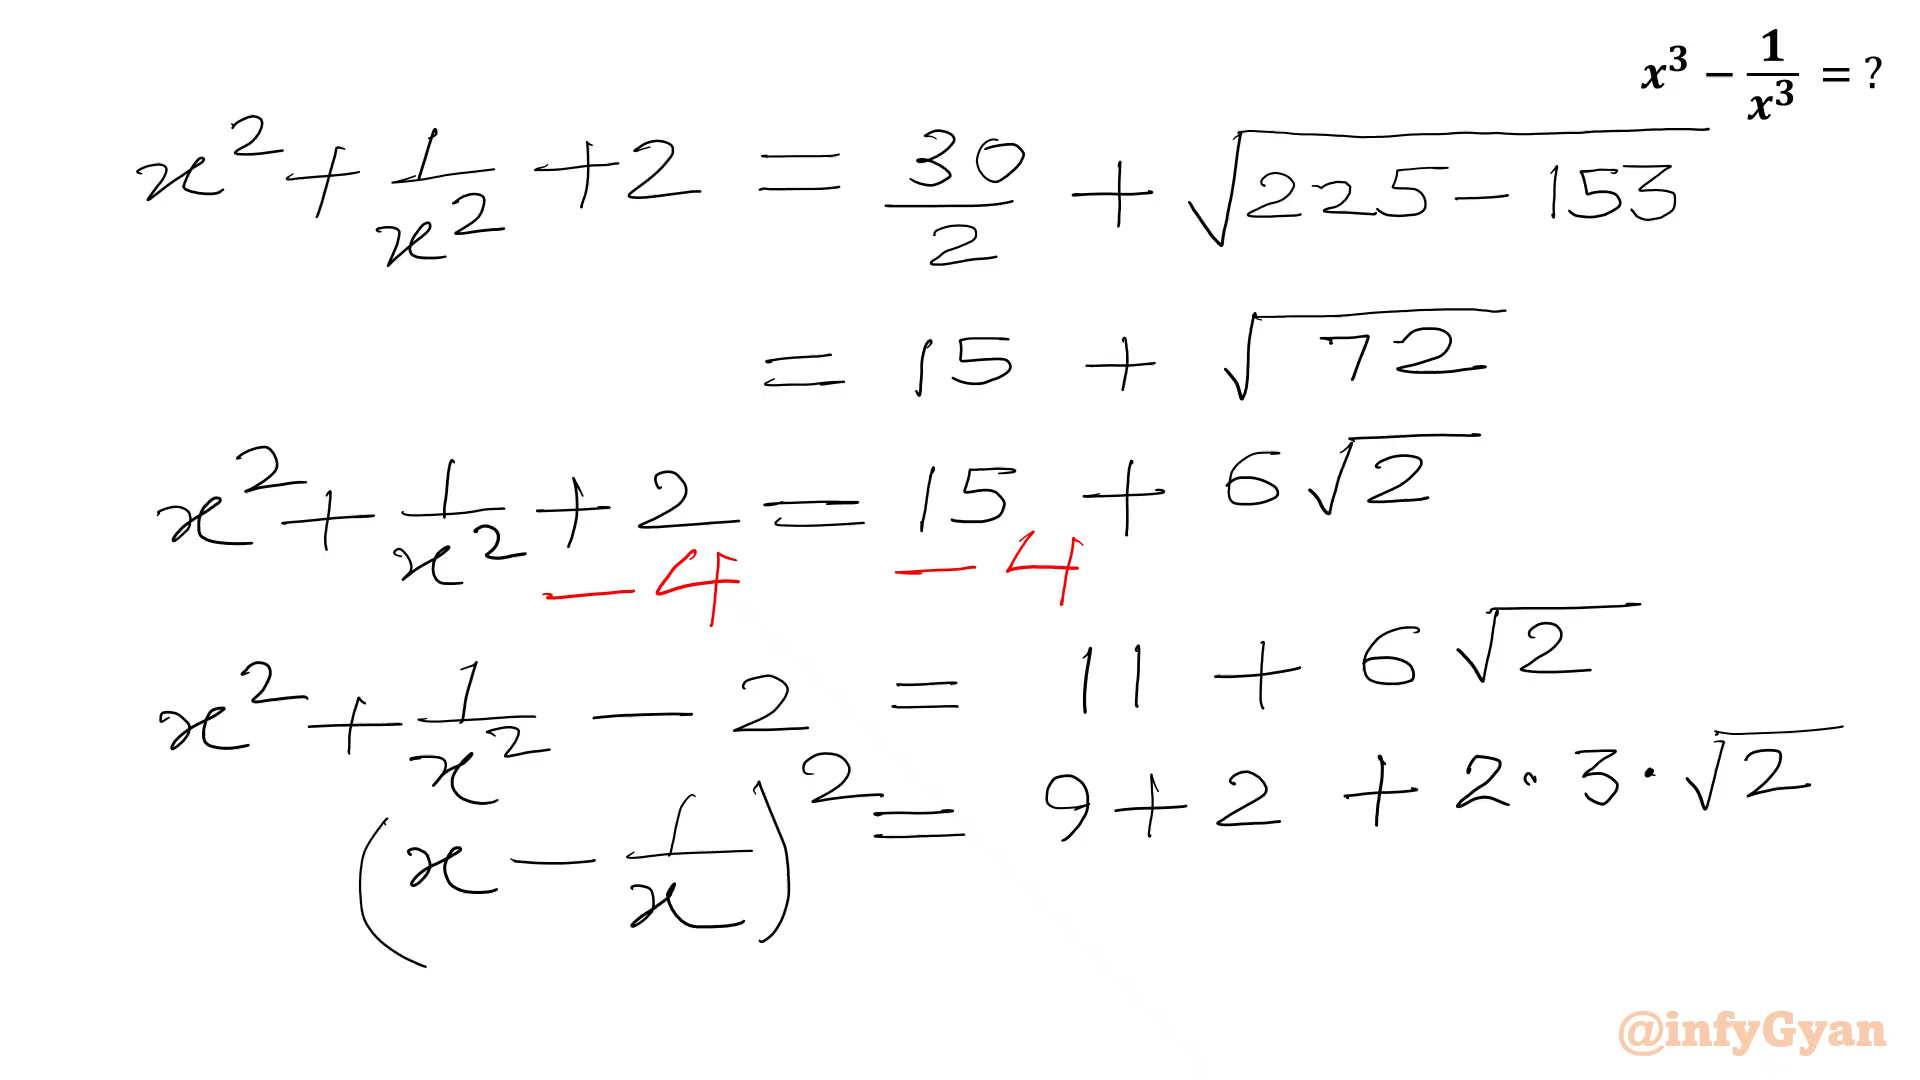 x³ − 1/x³ = ?
x² + 1/x² + 2 = 30/2 + √(225 − 153)
= 15 + √72
x² + 1/x² + 2 = 15 + 6√2
− 4 − 4
x² + 1/x² − 2 = 11 + 6√2
(x − 1/x)² = 9 + 2 + 2·3·√2
@infyGyan